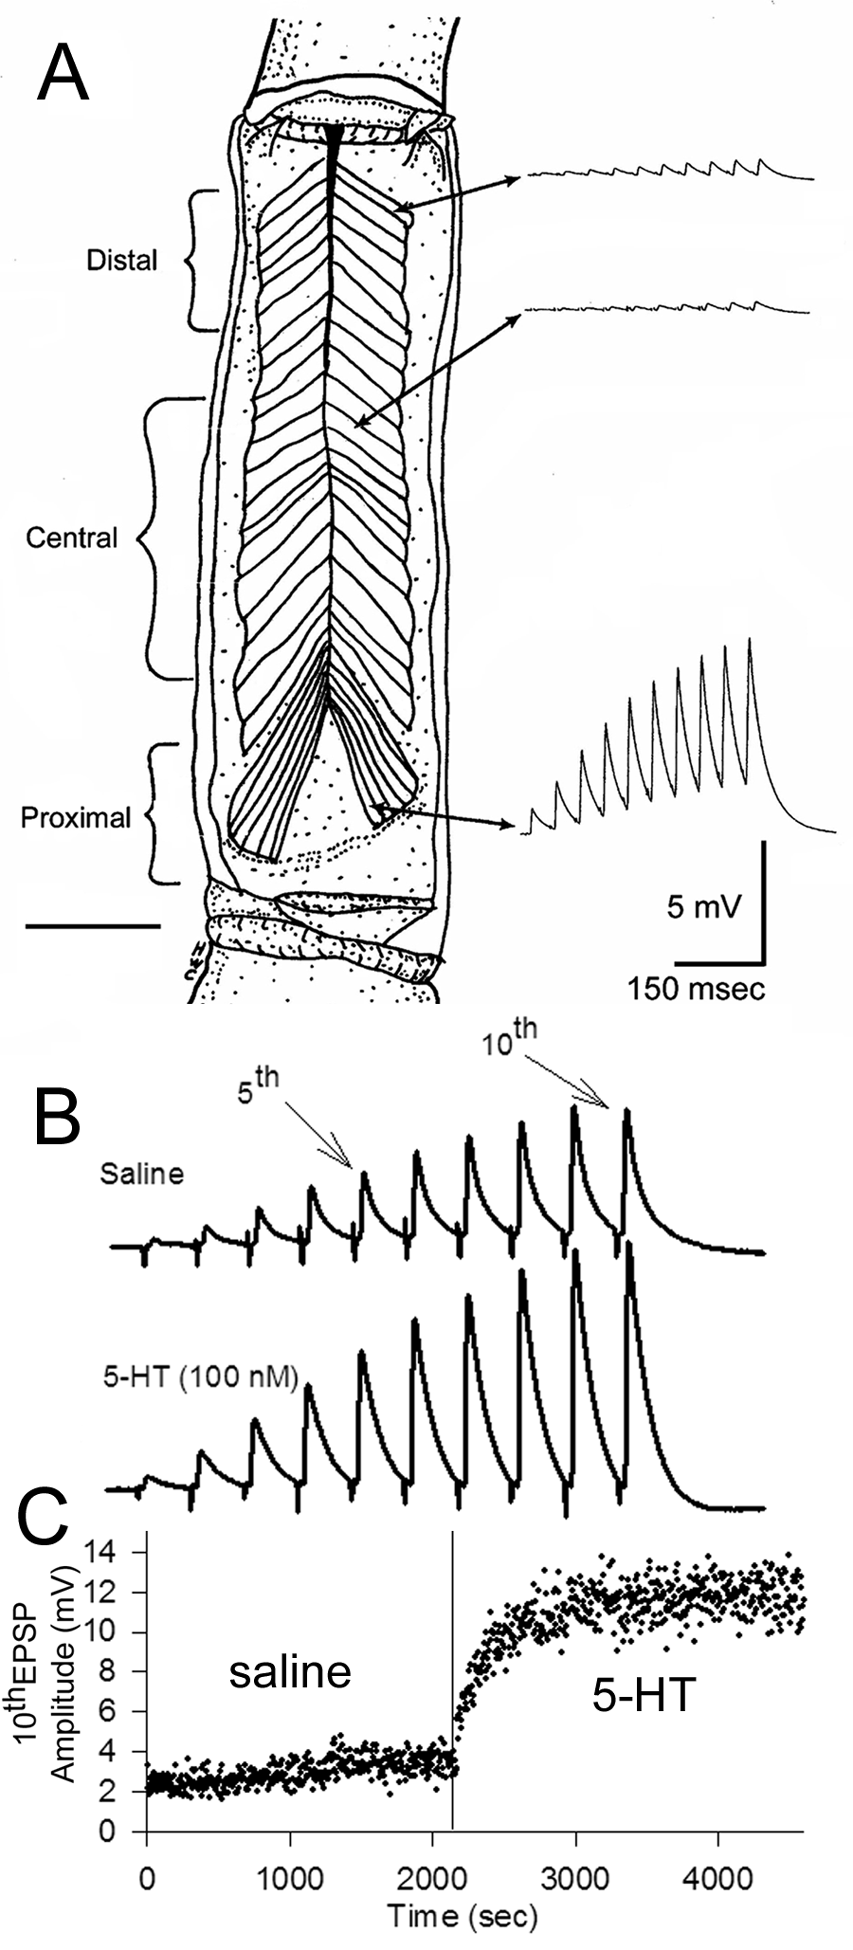 A
Distal
Central
Proximal
5 mV
150 msec
HWC
B
5th
10th
Saline
5-HT (100 nM)
C
10thEPSP
Amplitude (mV)
14
12
10
8
6
4
2
0
saline
5-HT
0 1000 2000 3000 4000
Time (sec)